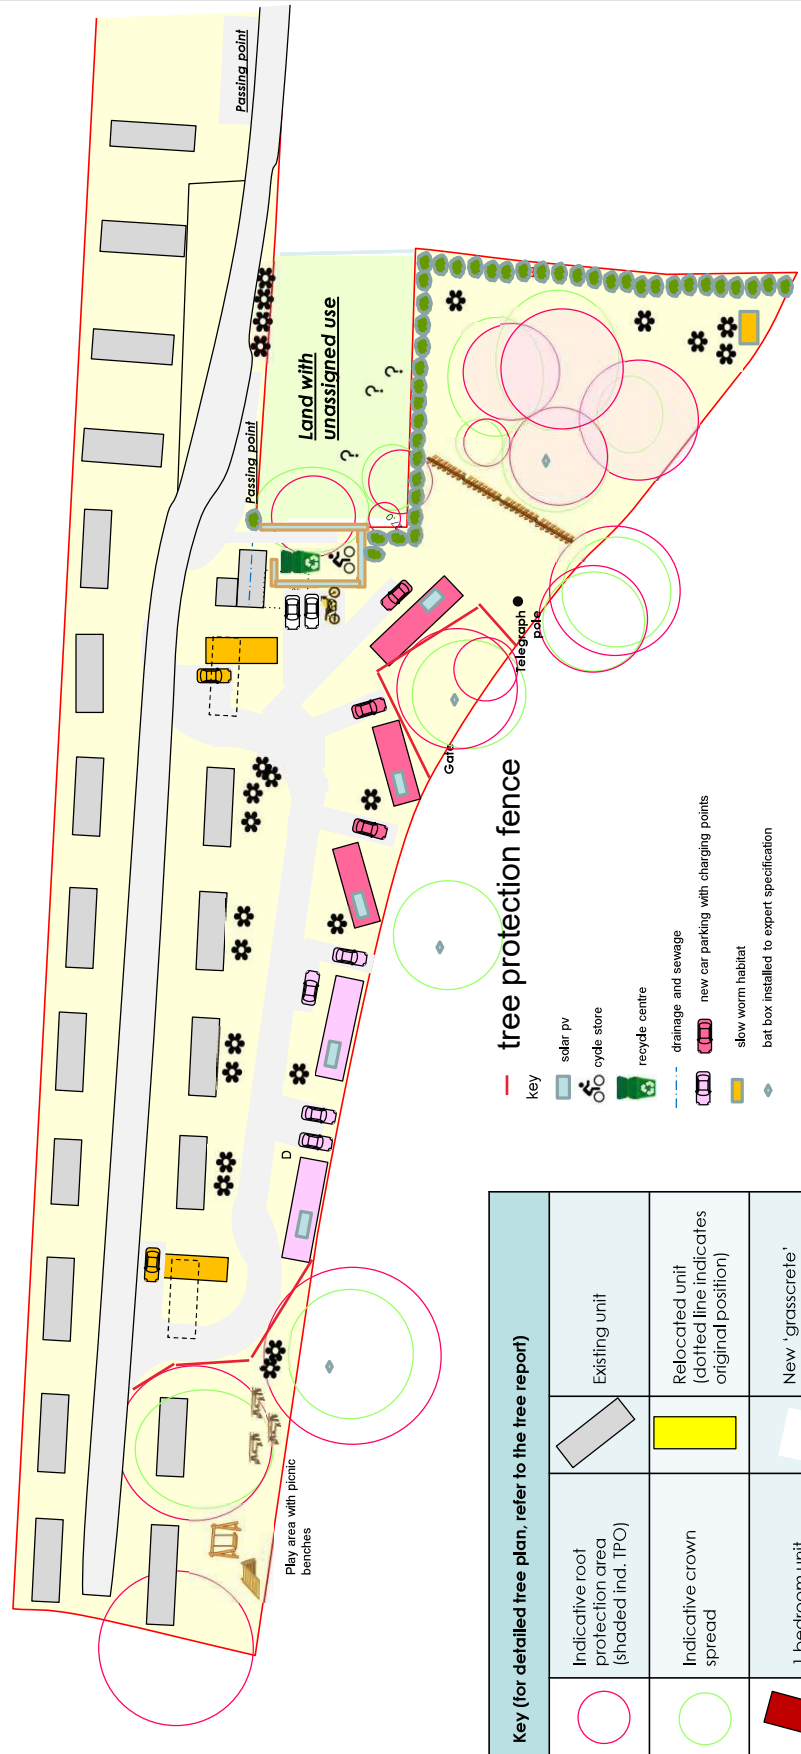 Passing point
Passing point
Land with
unassigned use
?
?
?
Telegraph
pole
Gate
D
Play area with picnic
benches
tree protection fence
key
solar pv
cycle store
recycle centre
drainage and sewage
new car parking with charging points
slow worm habitat
bat box installed to expert specification
Key (for detailed tree plan, refer to the tree report)
Indicative root
protection area
(shaded ind. TPO)
Existing unit
Indicative crown
spread
Relocated unit
(dotted line indicates
original position)
1 bedroom unit
New ‘grasscrete’